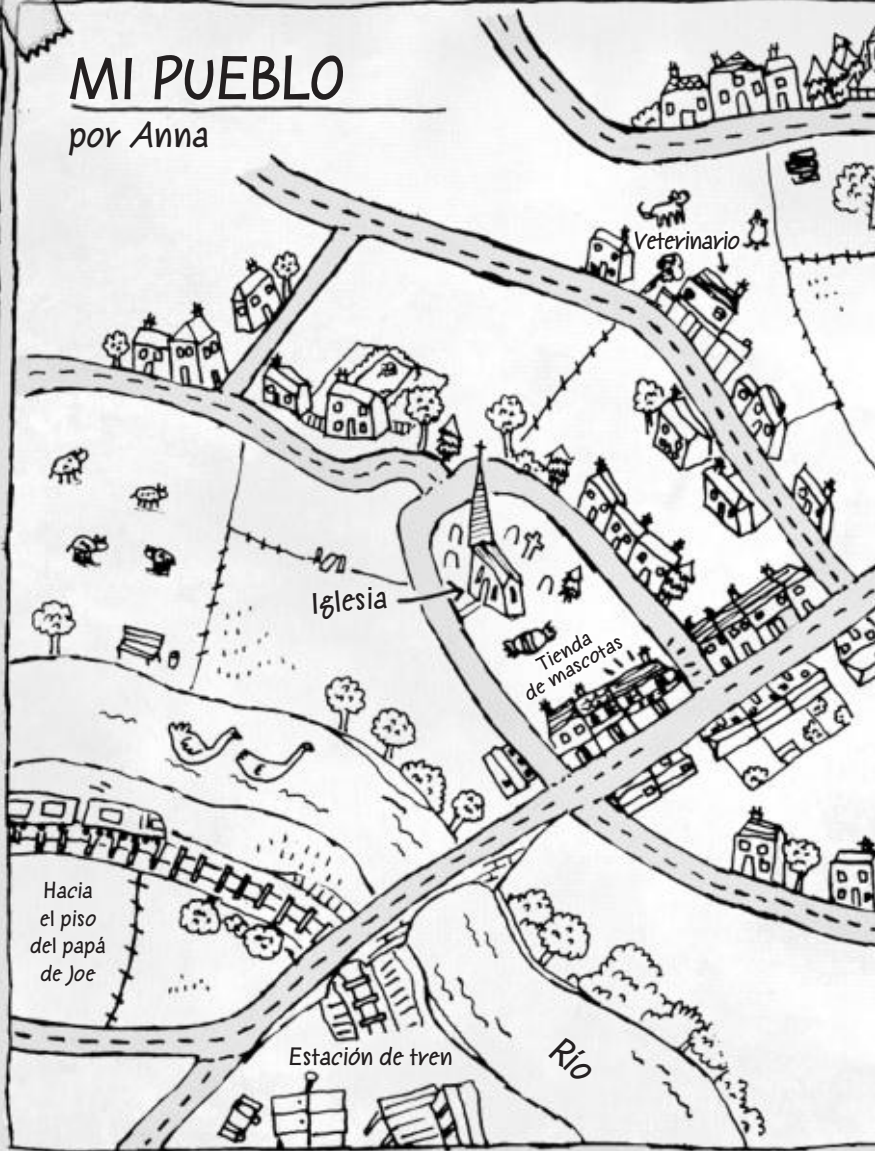 MI PUEBLO
por Anna
Veterinario
Iglesia
Tienda
de mascotas
Hacia
el piso
del papá
de Joe
Estación de tren
Río